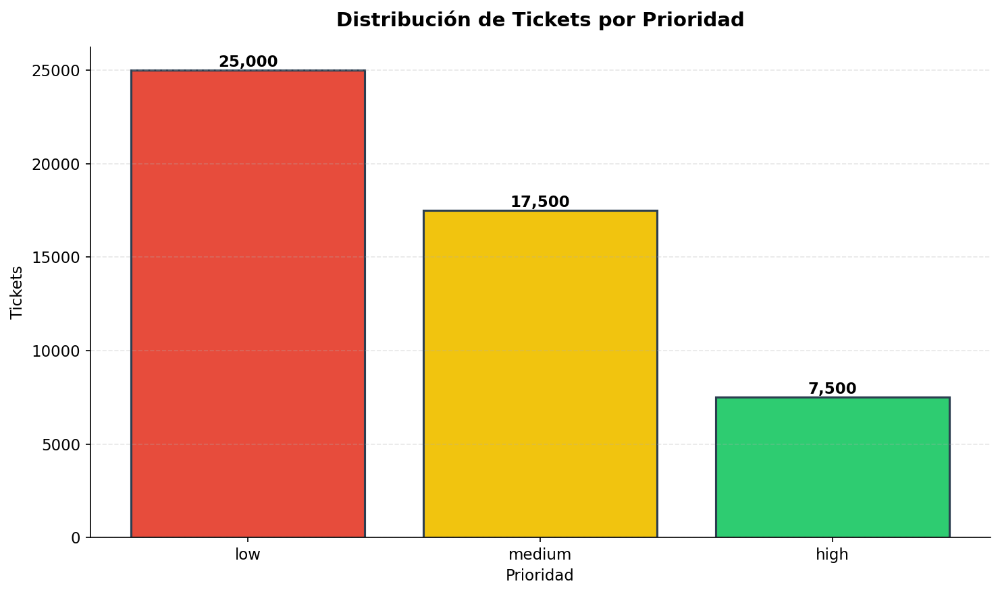 Distribución de Tickets por Prioridad
25,000
25000
20000
17,500
15000
Tickets
10000
7,500
5000
0
low medium high
Prioridad